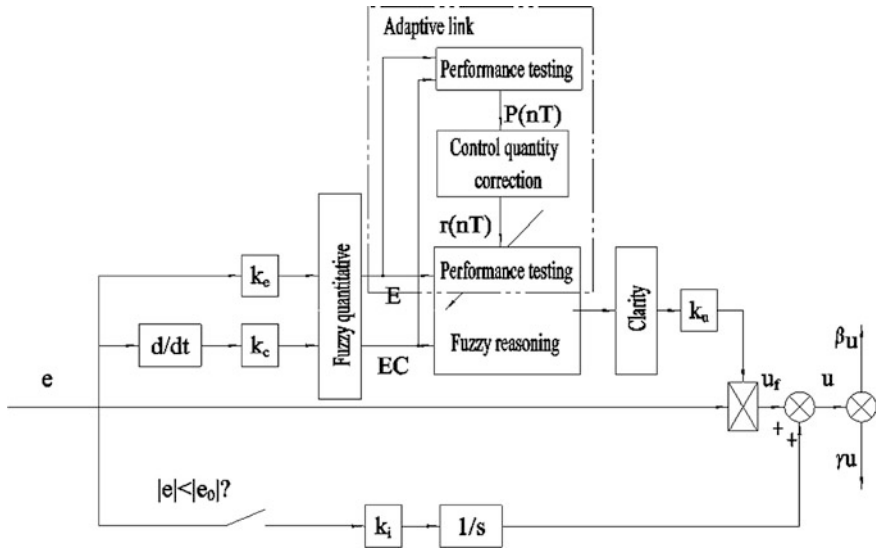 Adaptive link
Performance testing
P(nT)
Control quantity
correction
r(nT)
Performance testing
Fuzzy reasoning
Fuzzy quantitative
E
EC
kₑ
d/dt
k꜀
e
Clarity
kᵤ
βu
u_f
u
γu
+
+
|e|<|e₀|?
kᵢ
1/s